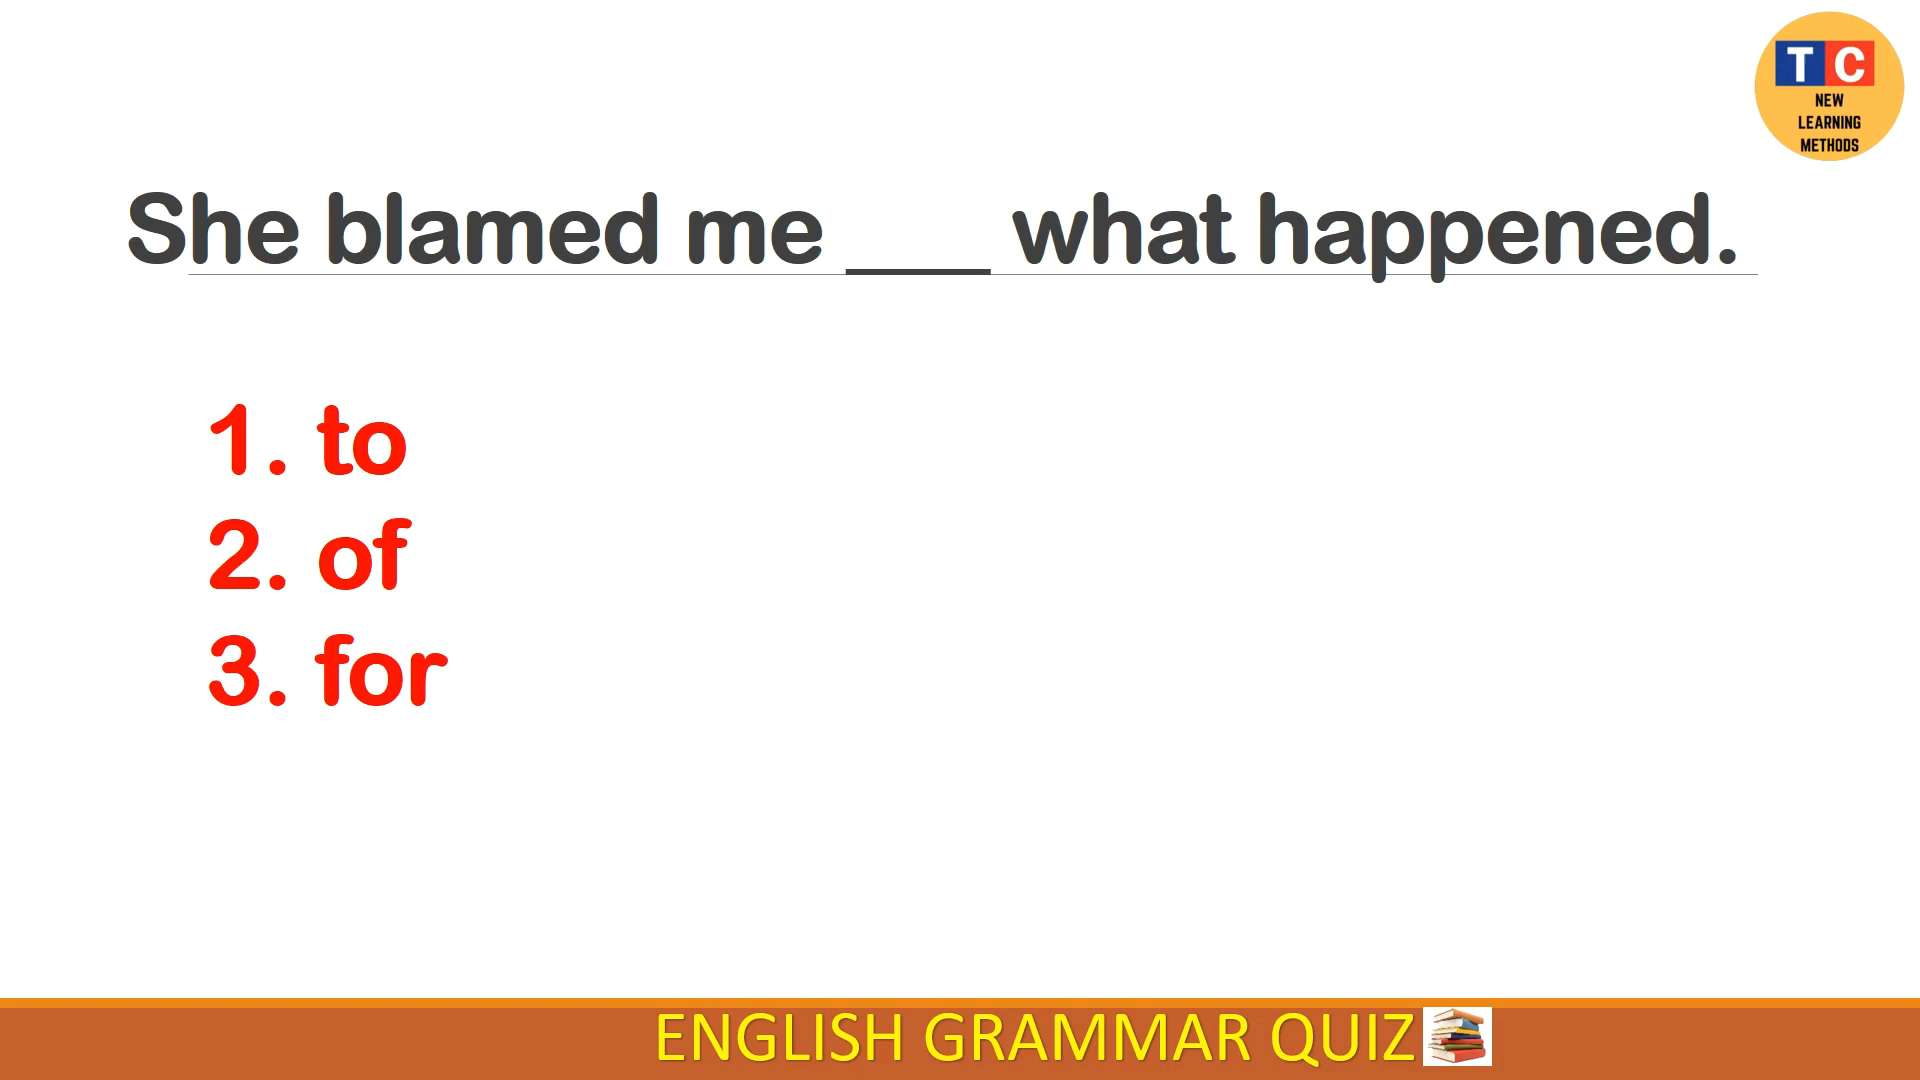 T C
NEW
LEARNING
METHODS
She blamed me ___ what happened.
1. to
2. of
3. for
ENGLISH GRAMMAR QUIZ